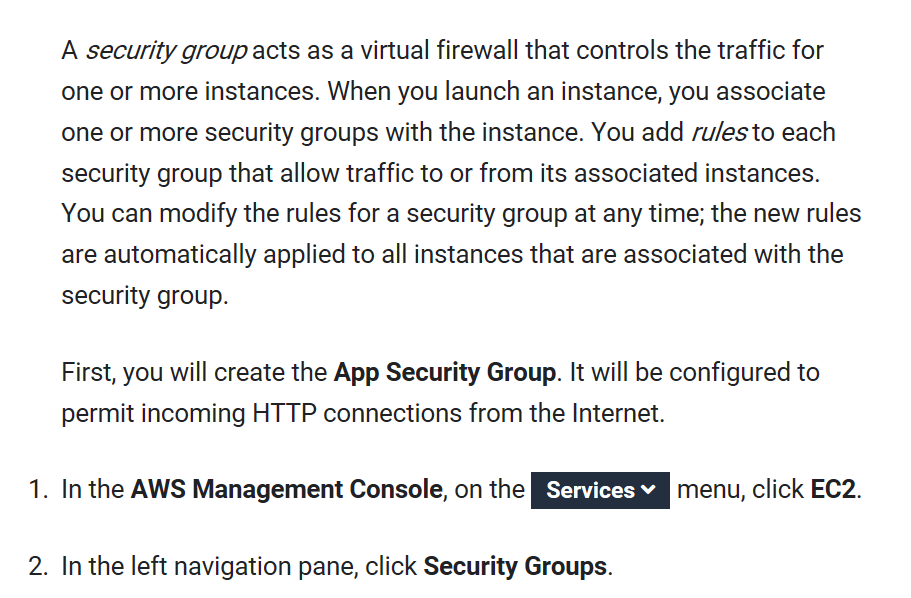 A security group acts as a virtual firewall that controls the traffic for
one or more instances. When you launch an instance, you associate
one or more security groups with the instance. You add rules to each
security group that allow traffic to or from its associated instances.
You can modify the rules for a security group at any time; the new rules
are automatically applied to all instances that are associated with the
security group.
First, you will create the App Security Group. It will be configured to
permit incoming HTTP connections from the Internet.
1. In the AWS Management Console, on the Services menu, click EC2.
2. In the left navigation pane, click Security Groups.